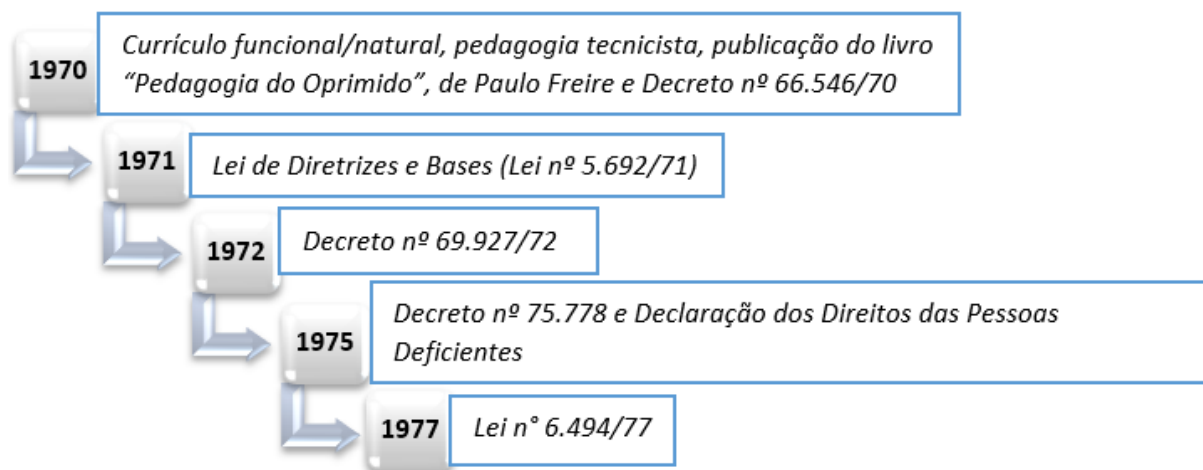 1970
Currículo funcional/natural, pedagogia tecnicista, publicação do livro
“Pedagogia do Oprimido”, de Paulo Freire e Decreto nº 66.546/70
1971
Lei de Diretrizes e Bases (Lei nº 5.692/71)
1972
Decreto nº 69.927/72
1975
Decreto nº 75.778 e Declaração dos Direitos das Pessoas
Deficientes
1977
Lei n° 6.494/77